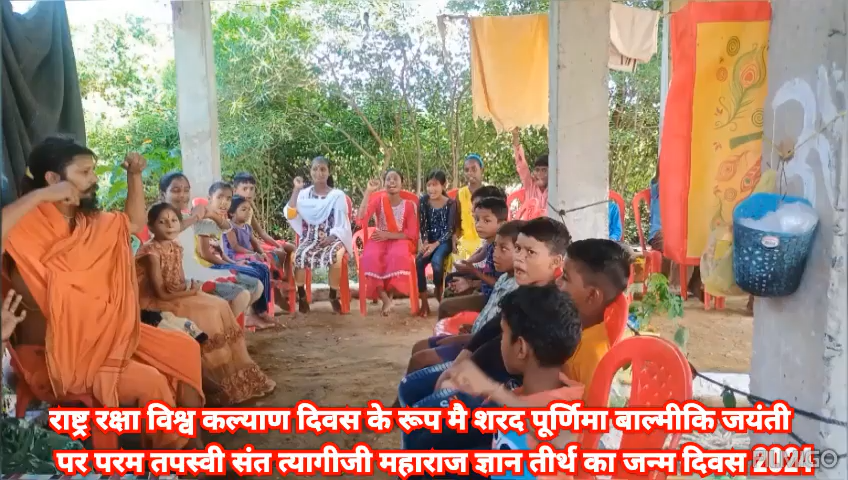 राष्ट्र रक्षा विश्व कल्याण दिवस के रूप मै शरद पूर्णिमा बाल्मीकि जयंती
पर परम तपस्वी संत त्यागीजी महाराज ज्ञान तीर्थ का जन्म दिवस 2024